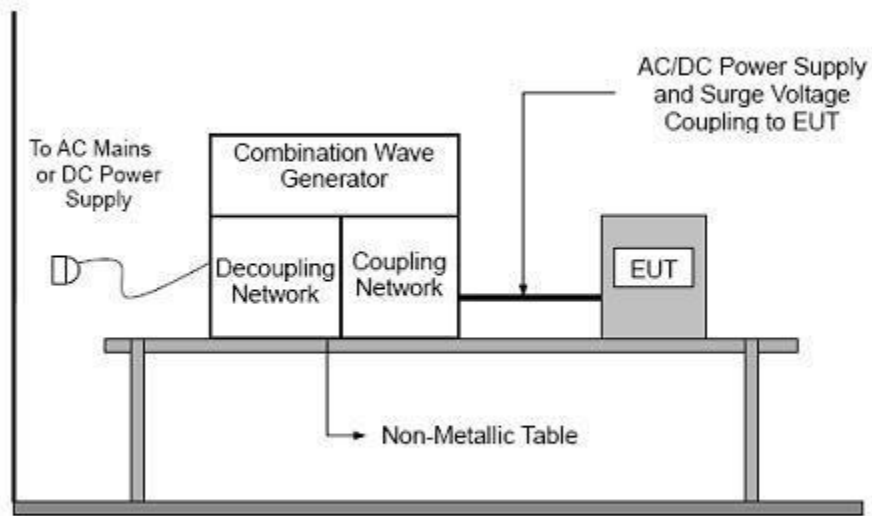 AC/DC Power Supply
and Surge Voltage
Coupling to EUT
To AC Mains
or DC Power
Supply
Combination Wave
Generator
Decoupling
Network
Coupling
Network
EUT
Non-Metallic Table